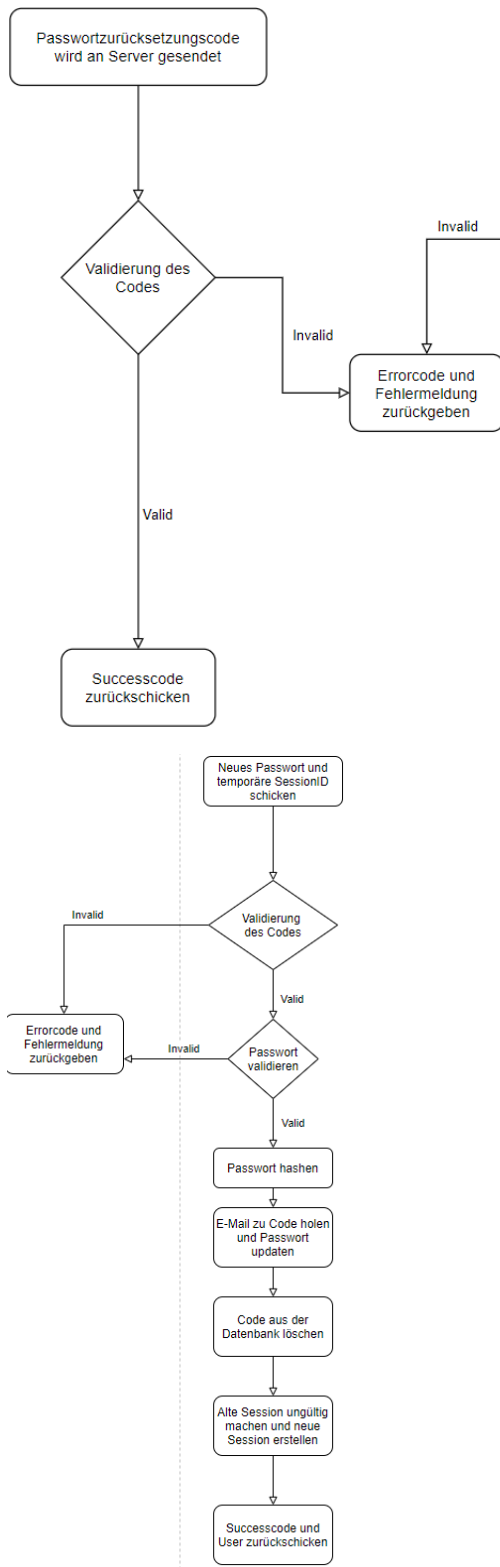 Passwortzurücksetzungscode
wird an Server gesendet
Invalid
Validierung des
Codes
Invalid
Errorcode und
Fehlermeldung
zurückgeben
Valid
Successcode
zurückschicken
Neues Passwort und
temporäre SessionID
schicken
Invalid
Validierung
des Codes
Valid
Errorcode und
Fehlermeldung
zurückgeben
Invalid
Passwort
validieren
Valid
Passwort hashen
E-Mail zu Code holen
und Passwort
updaten
Code aus der
Datenbank löschen
Alte Session ungültig
machen und neue
Session erstellen
Successcode und
User zurückschicken